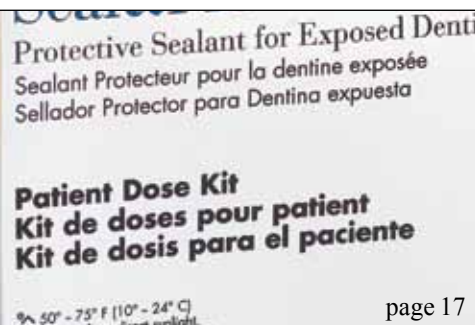 Protective Sealant for Exposed Denti
Sealant Protecteur pour la dentine exposée
Sellador Protector para Dentina expuesta
Patient Dose Kit
Kit de doses pour patient
Kit de dosis para el paciente
50° - 75° F (10° - 24° C)
page 17